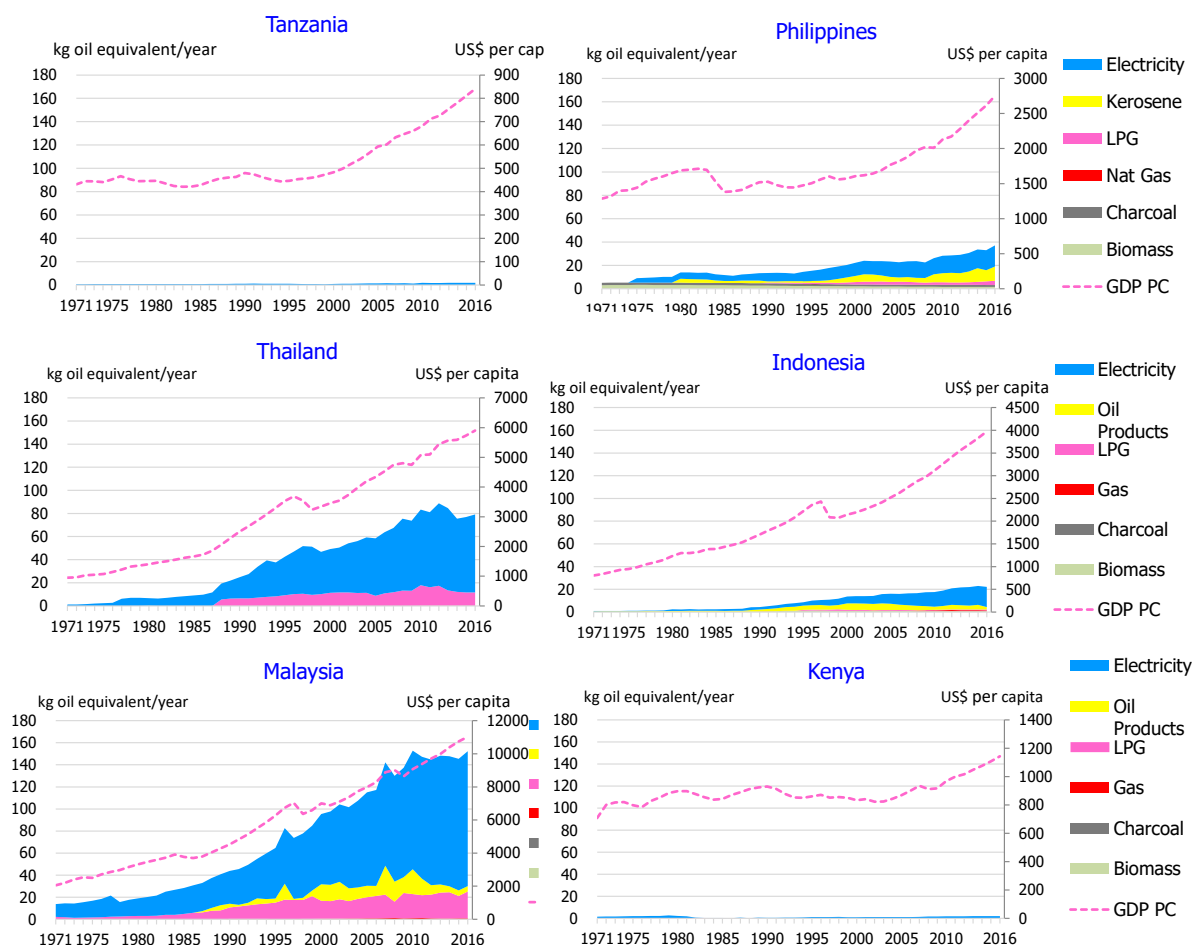 Tanzania
kg oil equivalent/year
US$ per cap
180
160
140
120
100
80
60
40
20
0
900
800
700
600
500
400
300
200
100
0
1971 1975 1980 1985 1990 1995 2000 2005 2010 2016
Philippines
kg oil equivalent/year
US$ per capita
180
160
140
120
100
80
60
40
20
0
3000
2500
2000
1500
1000
500
0
1971 1975 1980 1985 1990 1995 2000 2005 2010 2016
Electricity
Kerosene
LPG
Nat Gas
Charcoal
Biomass
GDP PC
Thailand
kg oil equivalent/year
US$ per capita
180
160
140
120
100
80
60
40
20
0
7000
6000
5000
4000
3000
2000
1000
0
1971 1975 1980 1985 1990 1995 2000 2005 2010 2016
Indonesia
kg oil equivalent/year
US$ per capita
180
160
140
120
100
80
60
40
20
0
4500
4000
3500
3000
2500
2000
1500
1000
500
0
1971 1975 1980 1985 1990 1995 2000 2005 2010 2016
Electricity
Oil
Products
LPG
Gas
Charcoal
Biomass
GDP PC
Malaysia
kg oil equivalent/year
US$ per capita
180
160
140
120
100
80
60
40
20
0
12000
10000
8000
6000
4000
2000
0
1971 1975 1980 1985 1990 1995 2000 2005 2010 2016
Kenya
kg oil equivalent/year
US$ per capita
180
160
140
120
100
80
60
40
20
0
1400
1200
1000
800
600
400
200
0
1971 1975 1980 1985 1990 1995 2000 2005 2010 2016
Electricity
Oil
Products
LPG
Gas
Charcoal
Biomass
GDP PC